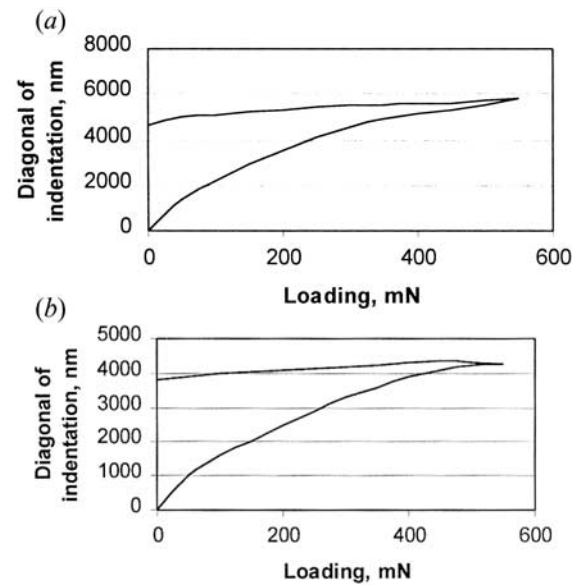 (a)
8000
6000
4000
2000
0
Diagonal of
indentation, nm
0 200 400 600
Loading, mN
(b)
5000
4000
3000
2000
1000
0
Diagonal of
indentation, nm
0 200 400 600
Loading, mN